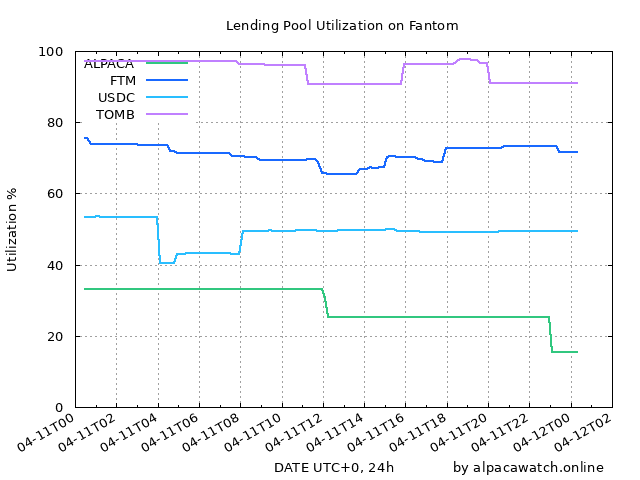 Lending Pool Utilization on Fantom
100
80
60
40
20
0
Utilization %
ALPACA
FTM
USDC
TOMB
04-11T00
04-11T02
04-11T04
04-11T06
04-11T08
04-11T10
04-11T12
04-11T14
04-11T16
04-11T18
04-11T20
04-11T22
04-12T00
04-12T02
DATE UTC+0, 24h
by alpacawatch.online